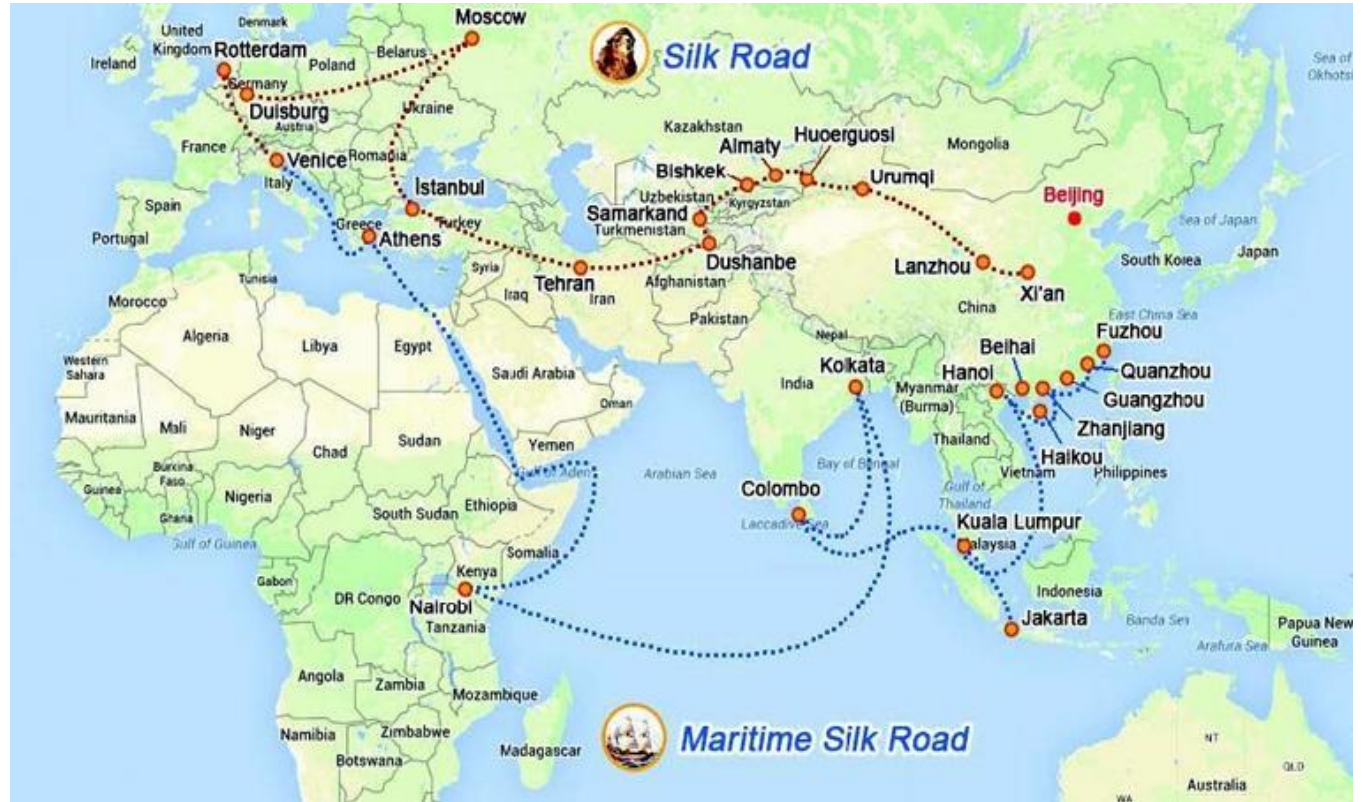 Moscow
Denmark
United
Kingdom
Rotterdam
Ireland
Poland
Belarus
Silk Road
Sea of
Okhotsk
Germany
Duisburg
Ukraine
Austria
France
Romania
Venice
Italy
Kazakhstan
Huoerguosi
Almaty
Mongolia
Bishkek
Urumqi
İstanbul
Uzbekistan
Kyrgyzstan
Beijing
Spain
Portugal
Greece
Turkey
Athens
Samarkand
Turkmenistan
Sea of Japan
Japan
South Korea
Dushanbe
Lanzhou
Xi'an
Syria
Tehran
Afghanistan
Tunisia
Morocco
Iraq
Iran
China
Pakistan
East China Sea
Algeria
Libya
Egypt
Nepal
Fuzhou
Western
Sahara
Kolkata
Beihai
Hanoi
Quanzhou
Saudi Arabia
India
Myanmar
(Burma)
Guangzhou
Oman
Mauritania
Mali
Niger
Chad
Sudan
Yemen
Zhanjiang
Thailand
Haikou
Burkina
Faso
Gulf of Aden
Arabian Sea
Bay of Bengal
Vietnam
Philippines
Guinea
Nigeria
Ethiopia
Colombo
Gulf of
Thailand
Ghana
South Sudan
Laccadive Sea
Kuala Lumpur
Malaysia
Gulf of Guinea
Somalia
Gabon
Kenya
DR Congo
Indonesia
Nairobi
Tanzania
Jakarta
Banda Sea
Papua New
Guinea
Arafura Sea
Angola
Zambia
Mozambique
Namibia
Zimbabwe
Madagascar
Maritime Silk Road
Botswana
NT
QLD
Australia
WA